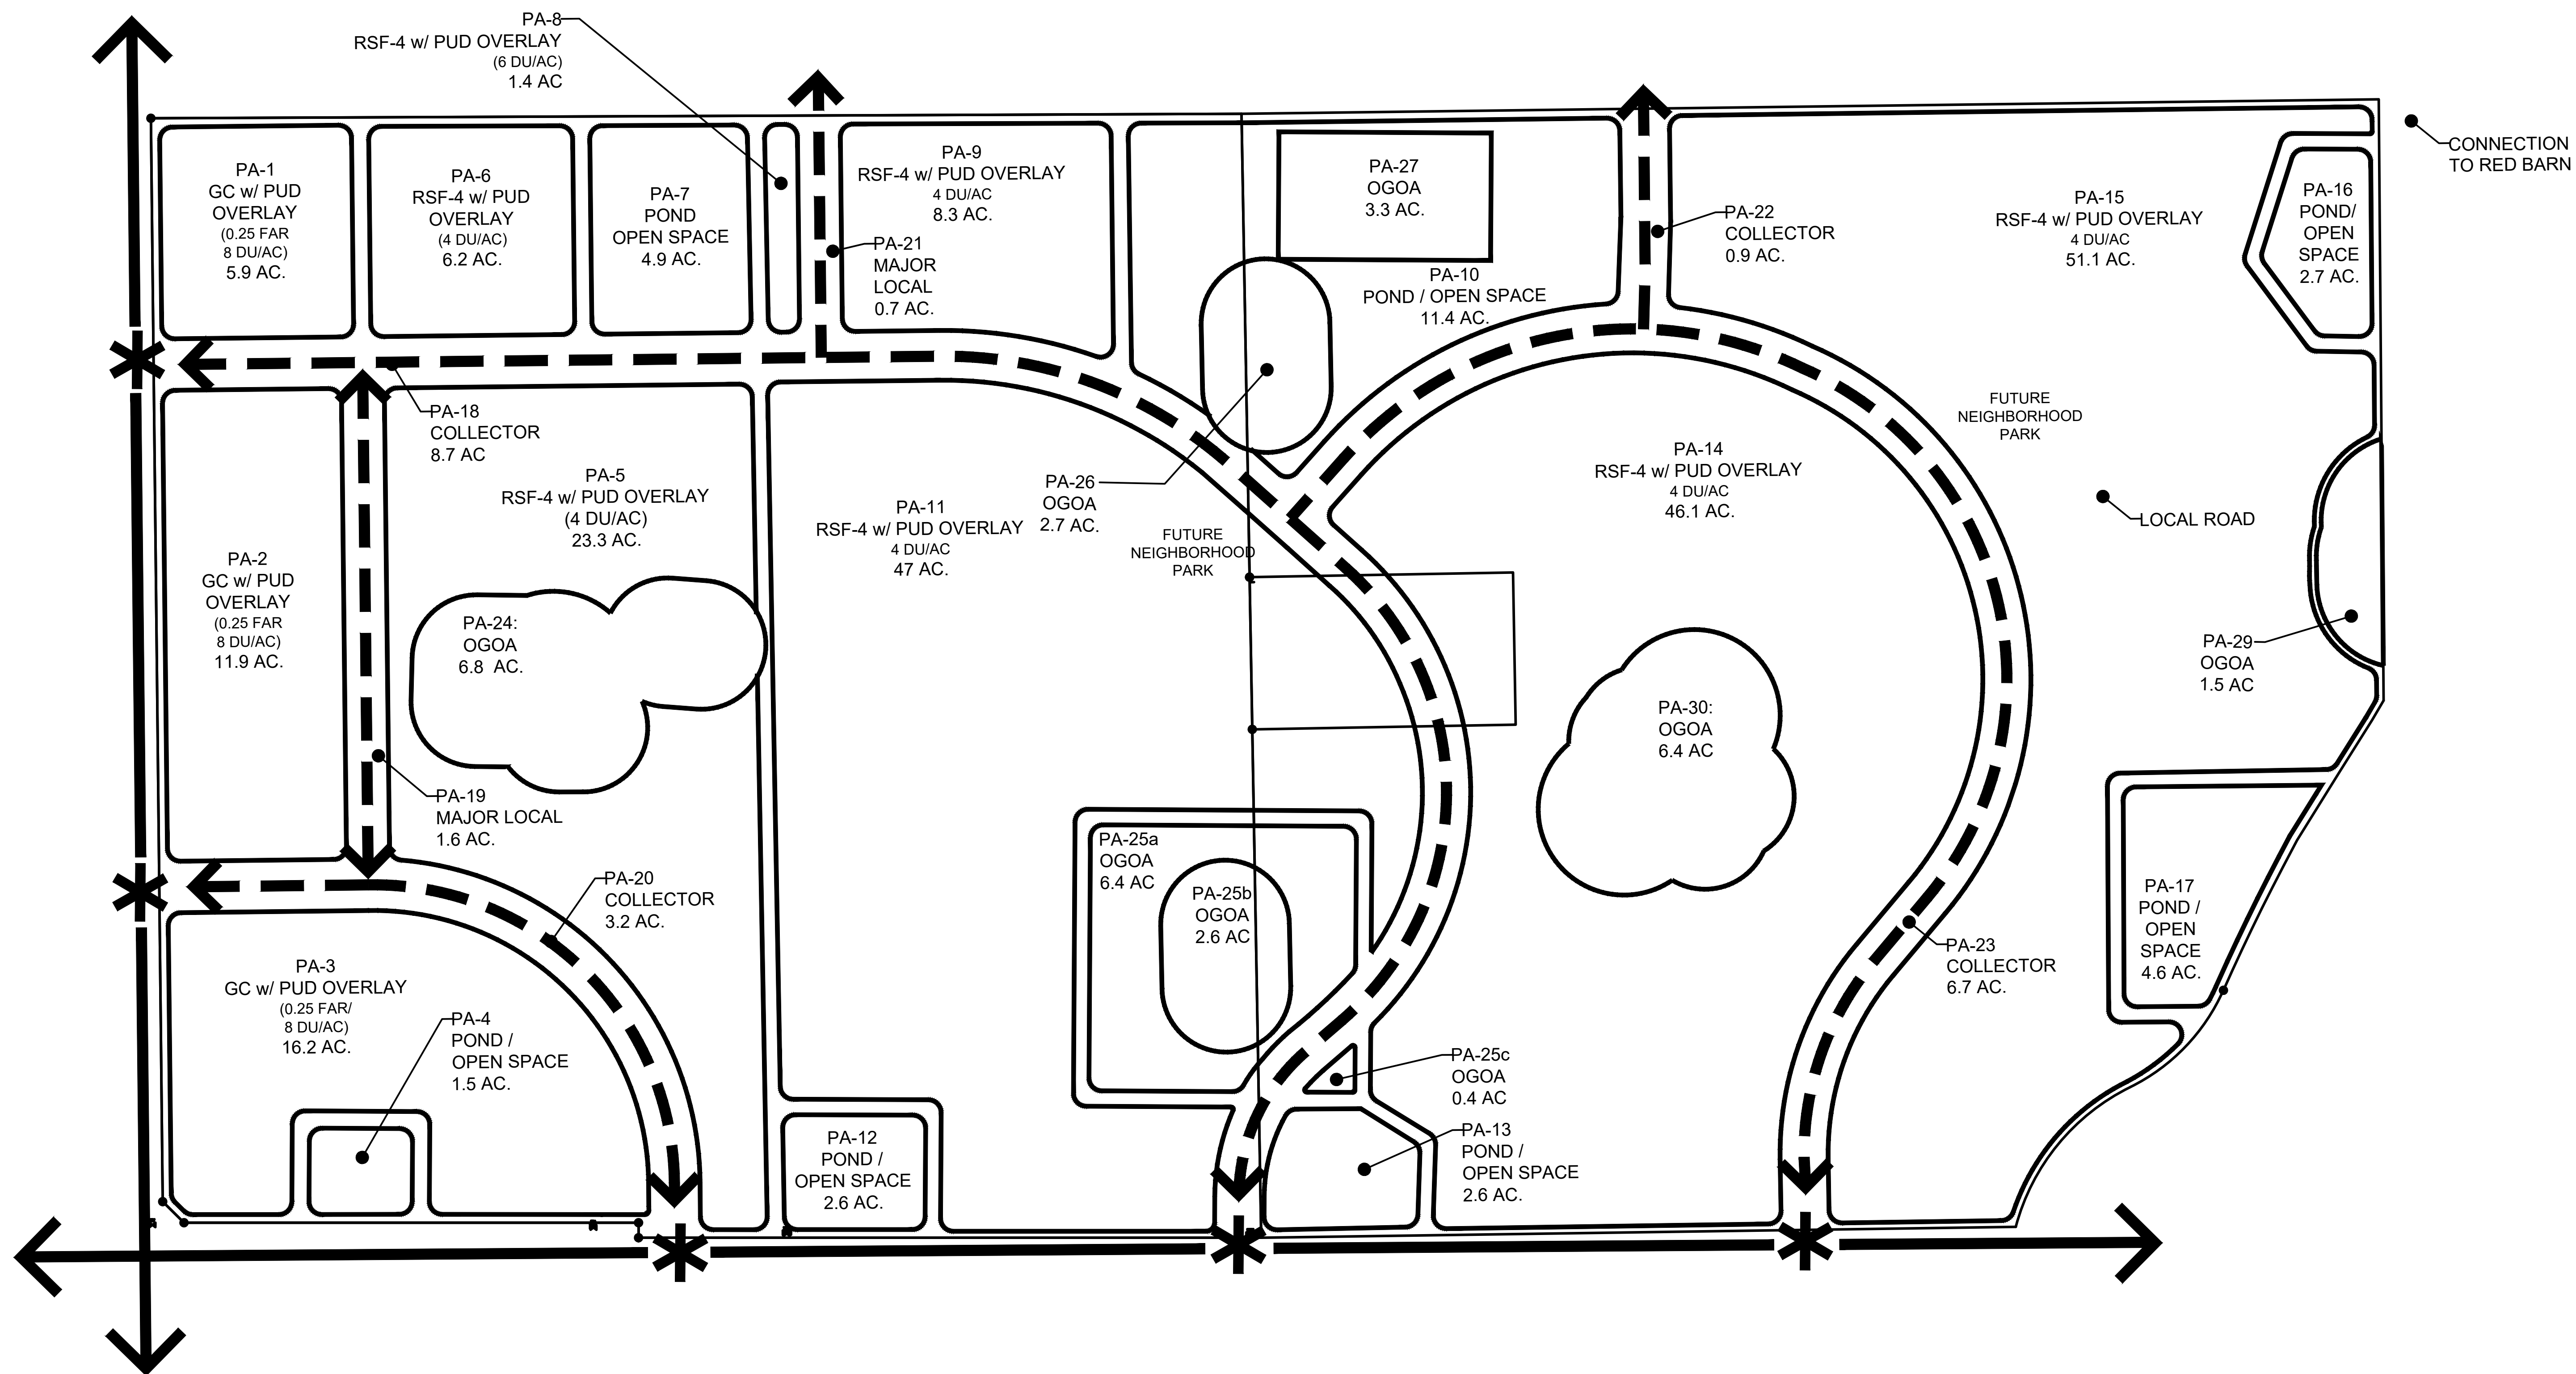 PA-8
RSF-4 w/ PUD OVERLAY
(6 DU/AC)
1.4 AC
PA-1
GC w/ PUD
OVERLAY
(0.25 FAR
8 DU/AC)
5.9 AC.
PA-6
RSF-4 w/ PUD
OVERLAY
(4 DU/AC)
6.2 AC.
PA-7
POND
OPEN SPACE
4.9 AC.
PA-9
RSF-4 w/ PUD OVERLAY
4 DU/AC
8.3 AC.
PA-21
MAJOR
LOCAL
0.7 AC.
PA-27
OGOA
3.3 AC.
PA-10
POND / OPEN SPACE
11.4 AC.
PA-22
COLLECTOR
0.9 AC.
PA-15
RSF-4 w/ PUD OVERLAY
4 DU/AC
51.1 AC.
PA-16
POND/
OPEN
SPACE
2.7 AC.
CONNECTION
TO RED BARN
PA-18
COLLECTOR
8.7 AC
PA-5
RSF-4 w/ PUD OVERLAY
(4 DU/AC)
23.3 AC.
PA-11
RSF-4 w/ PUD OVERLAY
4 DU/AC
47 AC.
PA-26
OGOA
2.7 AC.
FUTURE
NEIGHBORHOOD
PARK
PA-14
RSF-4 w/ PUD OVERLAY
4 DU/AC
46.1 AC.
FUTURE
NEIGHBORHOOD
PARK
LOCAL ROAD
PA-2
GC w/ PUD
OVERLAY
(0.25 FAR
8 DU/AC)
11.9 AC.
PA-24:
OGOA
6.8 AC.
PA-30:
OGOA
6.4 AC
PA-29
OGOA
1.5 AC
PA-19
MAJOR LOCAL
1.6 AC.
PA-20
COLLECTOR
3.2 AC.
PA-25a
OGOA
6.4 AC
PA-25b
OGOA
2.6 AC
PA-17
POND /
OPEN
SPACE
4.6 AC.
PA-23
COLLECTOR
6.7 AC.
PA-3
GC w/ PUD OVERLAY
(0.25 FAR/
8 DU/AC)
16.2 AC.
PA-4
POND /
OPEN SPACE
1.5 AC.
PA-25c
OGOA
0.4 AC
PA-12
POND /
OPEN SPACE
2.6 AC.
PA-13
POND /
OPEN SPACE
2.6 AC.